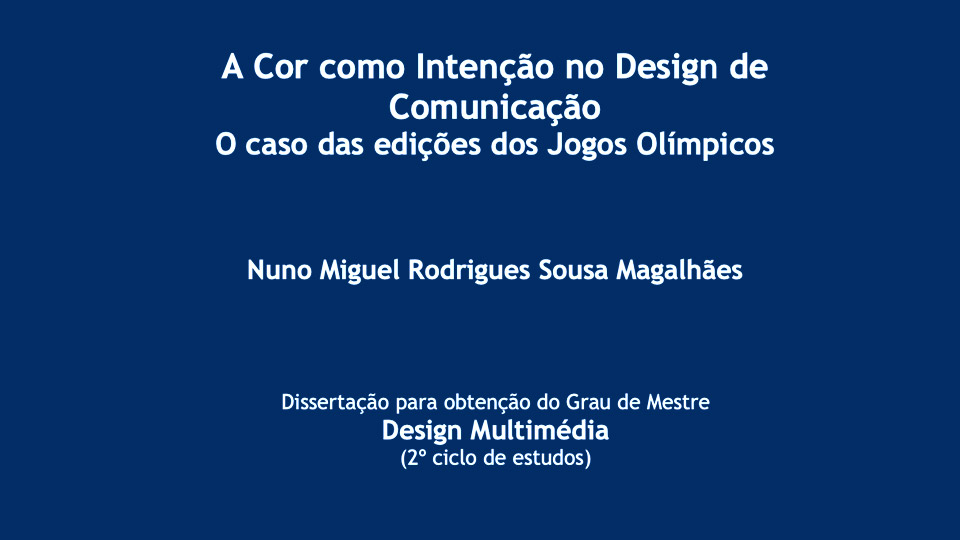 A Cor como Intenção no Design de
Comunicação
O caso das edições dos Jogos Olímpicos
Nuno Miguel Rodrigues Sousa Magalhães
Dissertação para obtenção do Grau de Mestre
Design Multimédia
(2º ciclo de estudos)